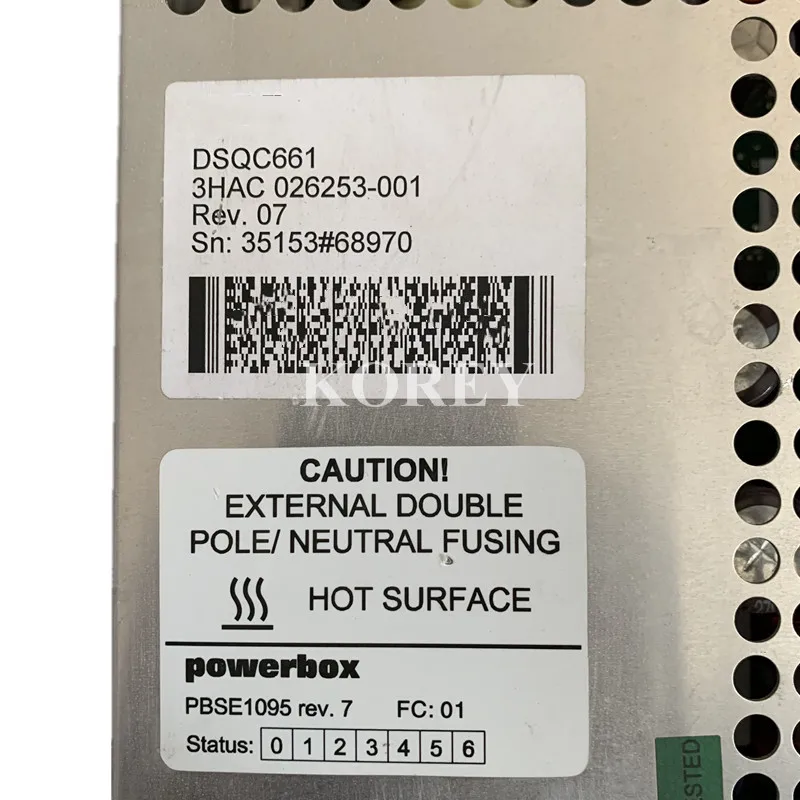 DSQC661
3HAC 026253-001
Rev. 07
Sn: 35153#68970
KOREY
CAUTION!
EXTERNAL DOUBLE
POLE/ NEUTRAL FUSING
HOT SURFACE
powerbox
PBSE1095 rev. 7 FC: 01
Status: 0 1 2 3 4 5 6